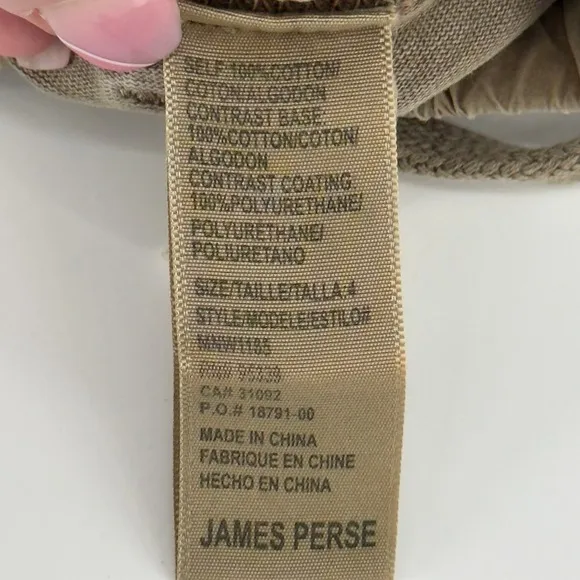 SELF 100%COTTON/
COTON/ALGODON
CONTRAST BASE
100%COTTON/COTON/
ALGODON
CONTRAST COATING
100%POLYURETHANE/
POLYURETHANE/
POLIURETANO
SIZE/TAILLE/TALLA.4
STYLE/MODELE/ESTILO#
MNW1185
RN# 95339
CA# 31092
P.O.# 18791-00
MADE IN CHINA
FABRIQUE EN CHINE
HECHO EN CHINA
JAMES PERSE